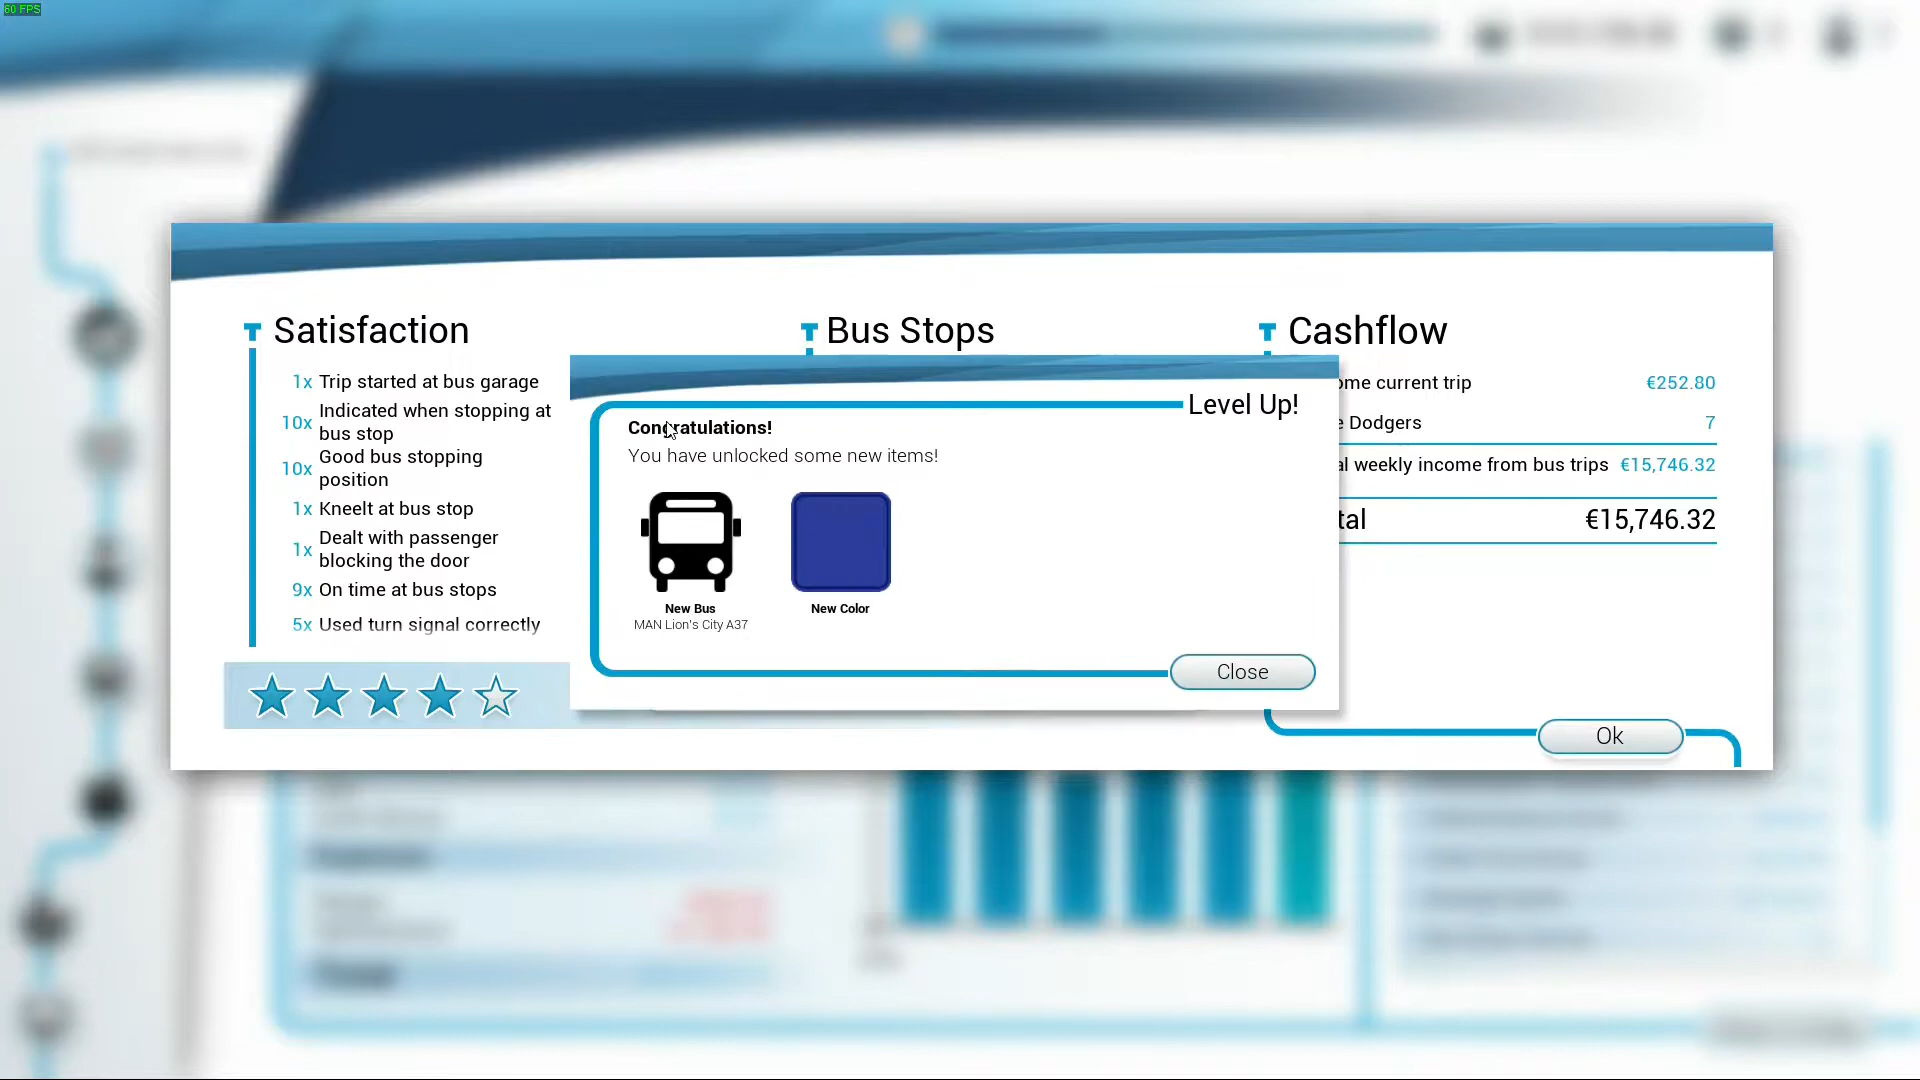 60 FPS
Satisfaction
1x Trip started at bus garage
10x Indicated when stopping at
bus stop
10x Good bus stopping
position
1x Kneelt at bus stop
1x Dealt with passenger
blocking the door
9x On time at bus stops
5x Used turn signal correctly
Bus Stops
Level Up!
Congratulations!
You have unlocked some new items!
New Bus
MAN Lion's City A37
New Color
Close
Cashflow
ome current trip €252.80
e Dodgers 7
al weekly income from bus trips €15,746.32
tal €15,746.32
Ok